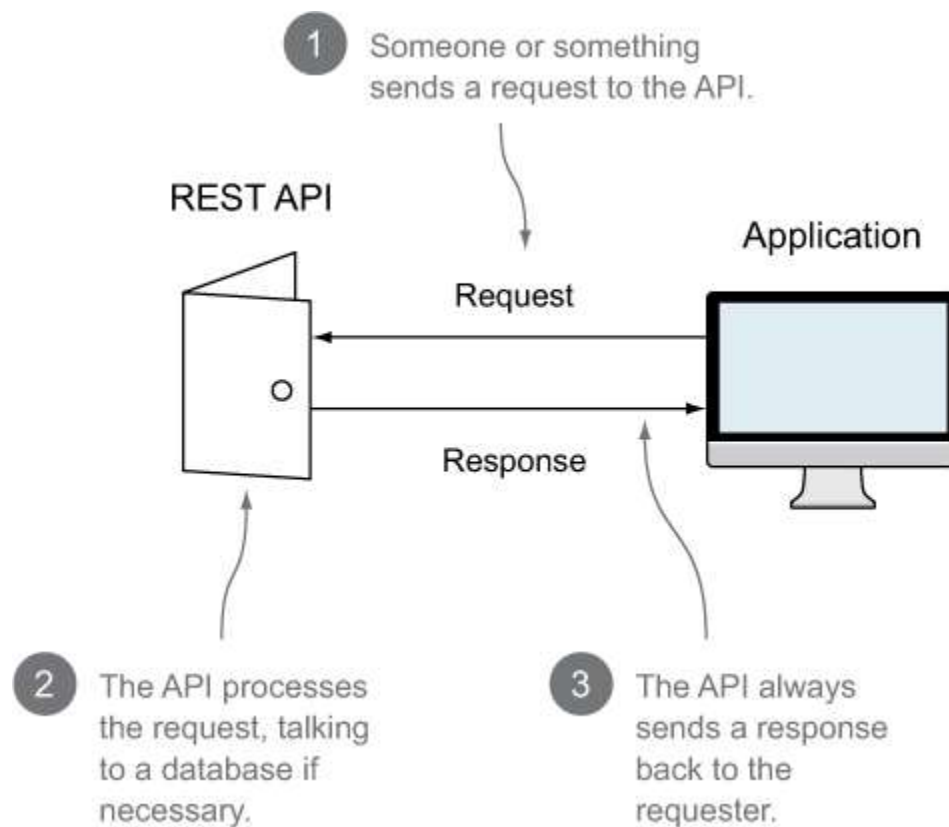 1
Someone or something
sends a request to the API.
REST API
Application
Request
Response
2
The API processes
the request, talking
to a database if
necessary.
3
The API always
sends a response
back to the
requester.